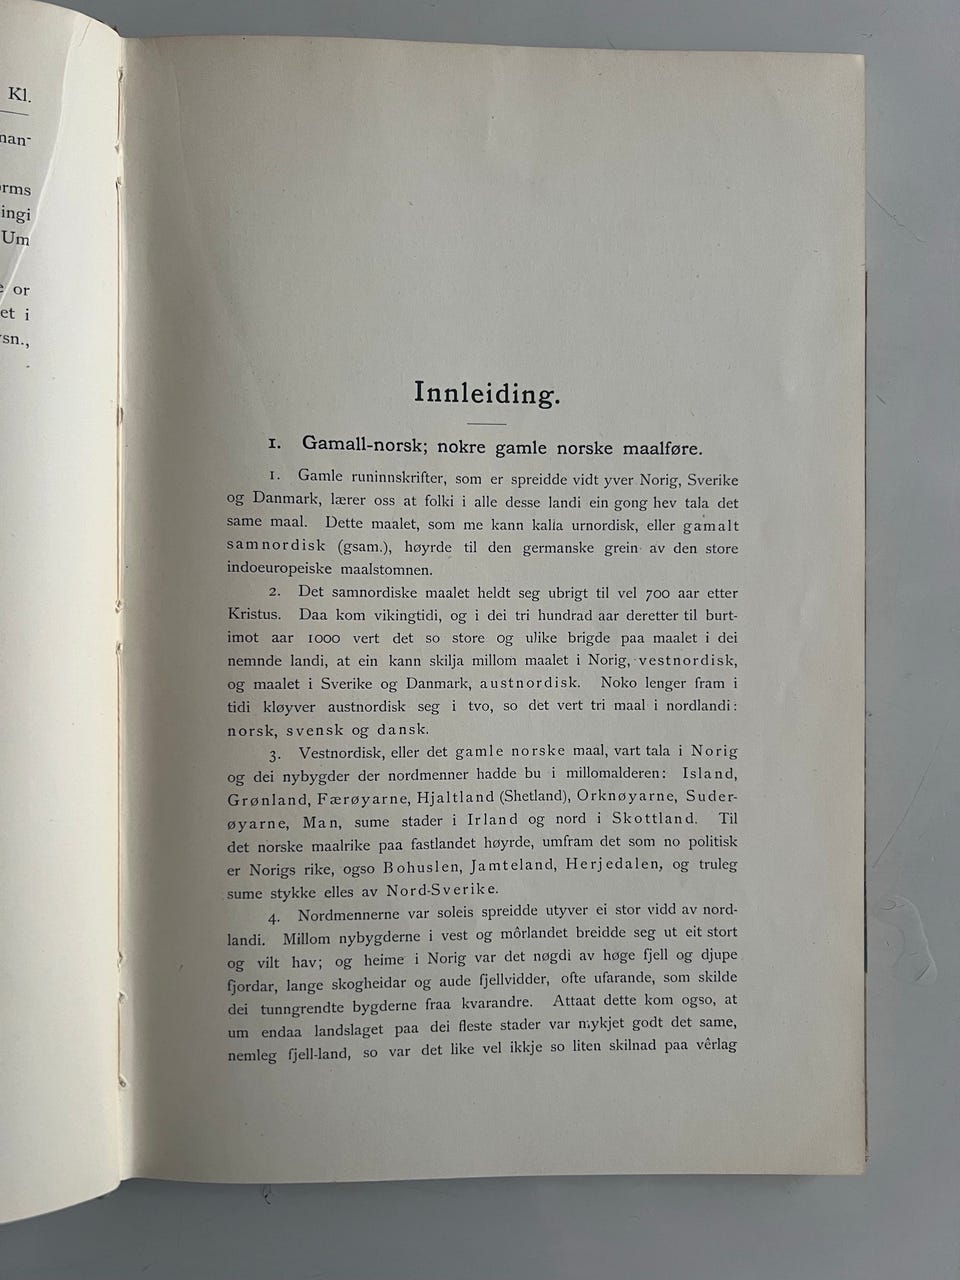 Kl.
nan-
rms
ingi
Um
or
et i
sn.,
Innleiding.
1. Gamall-norsk; nokre gamle norske maalføre.
1. Gamle runinnskrifter, som er spreidde vidt yver Norig, Sverike
og Danmark, lærer oss at folki i alle desse landi ein gong hev tala det
same maal. Dette maalet, som me kann kalla urnordisk, eller gamalt
samnordisk (gsam.), høyrde til den germanske grein av den store
indoeuropeiske maalstomnen.
2. Det samnordiske maalet heldt seg ubrigt til vel 700 aar etter
Kristus. Daa kom vikingtidi, og i dei tri hundrad aar deretter til burt-
imot aar 1000 vert det so store og ulike brigde paa maalet i dei
nemnde landi, at ein kann skilja millom maalet i Norig, vestnordisk,
og maalet i Sverike og Danmark, austnordisk. Noko lenger fram i
tidi kløyver austnordisk seg i tvo, so det vert tri maal i nordlandi:
norsk, svensk og dansk.
3. Vestnordisk, eller det gamle norske maal, vart tala i Norig
og dei nybygder der nordmenner hadde bu i millomalderen: Island,
Grønland, Færøyarne, Hjaltland (Shetland), Orknøyarne, Suder-
øyarne, Man, sume stader i Irland og nord i Skottland. Til
det norske maalrike paa fastlandet høyrde, umfram det som no politisk
er Norigs rike, ogso Bohuslen, Jamteland, Herjedalen, og truleg
sume stykke elles av Nord-Sverike.
4. Nordmennerne var soleis spreidde utyver ei stor vidd av nord-
landi. Millom nybygderne i vest og môrlandet breidde seg ut eit stort
og vilt hav; og heime i Norig var det nøgdi av høge fjell og djupe
fjordar, lange skogheidar og aude fjellvidder, ofte ufarande, som skilde
dei tunngrendte bygderne fraa kvarandre. Attaat dette kom ogso, at
um endaa landslaget paa dei fleste stader var mykjet godt det same,
nemleg fjell-land, so var det like vel ikkje so liten skilnad paa vêrlag